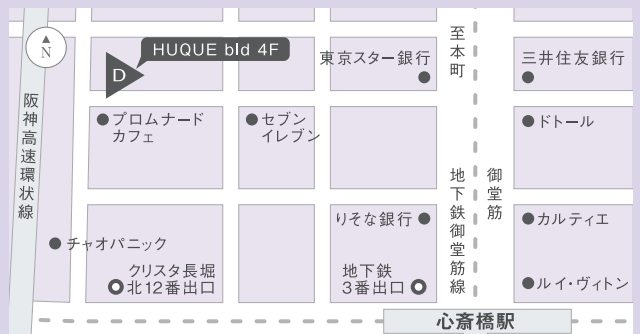 N
D
HUQUE bld 4F
東京スター銀行
至本町
三井住友銀行
阪神高速環状線
プロムナード
カフェ
セブン
イレブン
ドトール
地下鉄御堂筋線
御堂筋
りそな銀行
カルティエ
チャオパニック
クリスタ長堀
北12番出口
地下鉄
3番出口
ルイ・ヴィトン
心斎橋駅